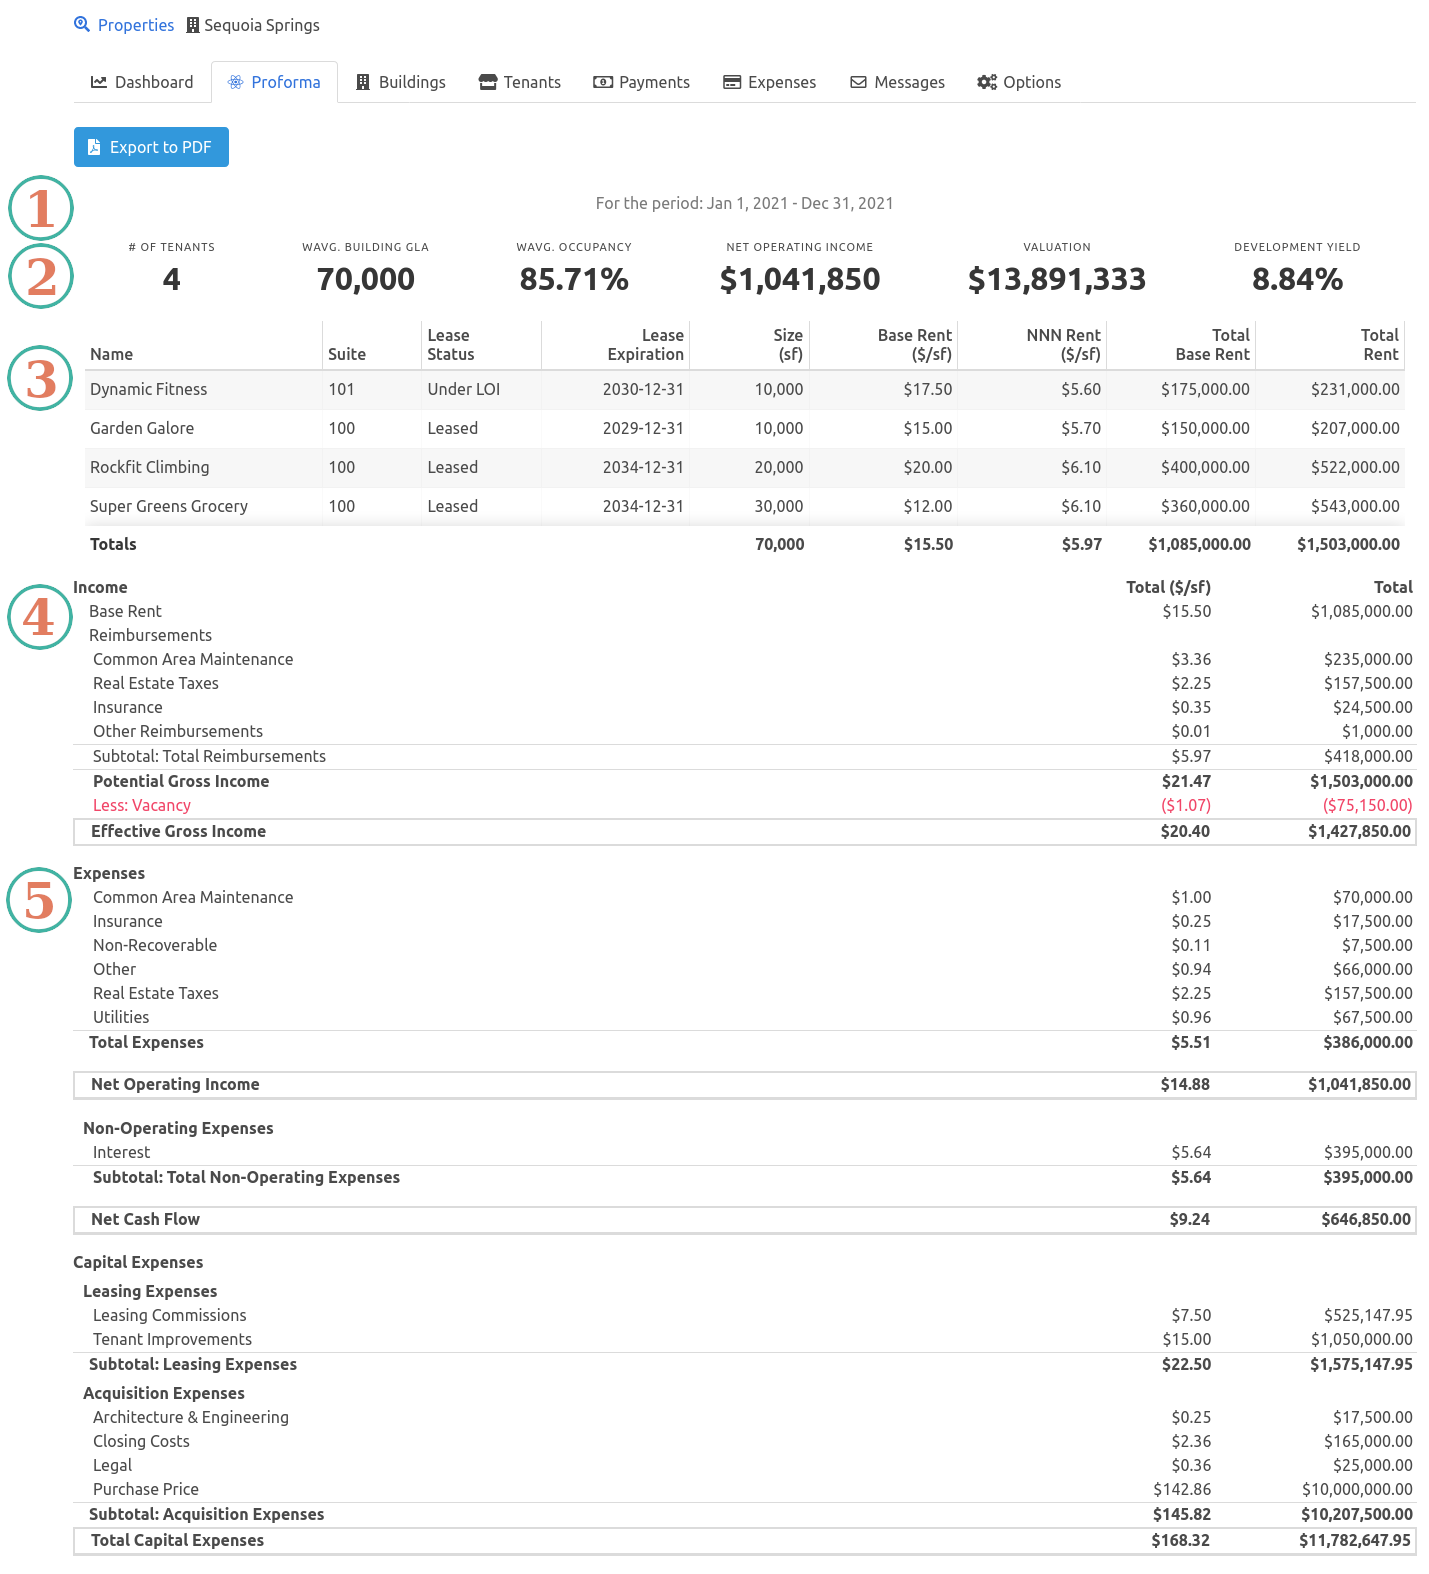 Properties Sequoia Springs
Dashboard Proforma Buildings Tenants Payments Expenses Messages Options
Export to PDF
1
For the period: Jan 1, 2021 - Dec 31, 2021
2
# OF TENANTS WAVG. BUILDING GLA WAVG. OCCUPANCY NET OPERATING INCOME VALUATION DEVELOPMENT YIELD
4 70,000 85.71% $1,041,850 $13,891,333 8.84%
3
Lease Lease Size Base Rent NNN Rent Total Total
Name Suite Status Expiration (sf) ($/sf) ($/sf) Base Rent Rent
Dynamic Fitness 101 Under LOI 2030-12-31 10,000 $17.50 $5.60 $175,000.00 $231,000.00
Garden Galore 100 Leased 2029-12-31 10,000 $15.00 $5.70 $150,000.00 $207,000.00
Rockfit Climbing 100 Leased 2034-12-31 20,000 $20.00 $6.10 $400,000.00 $522,000.00
Super Greens Grocery 100 Leased 2034-12-31 30,000 $12.00 $6.10 $360,000.00 $543,000.00
Totals 70,000 $15.50 $5.97 $1,085,000.00 $1,503,000.00
4
Income Total ($/sf) Total
Base Rent $15.50 $1,085,000.00
Reimbursements
Common Area Maintenance $3.36 $235,000.00
Real Estate Taxes $2.25 $157,500.00
Insurance $0.35 $24,500.00
Other Reimbursements $0.01 $1,000.00
Subtotal: Total Reimbursements $5.97 $418,000.00
Potential Gross Income $21.47 $1,503,000.00
Less: Vacancy ($1.07) ($75,150.00)
Effective Gross Income $20.40 $1,427,850.00
5
Expenses
Common Area Maintenance $1.00 $70,000.00
Insurance $0.25 $17,500.00
Non-Recoverable $0.11 $7,500.00
Other $0.94 $66,000.00
Real Estate Taxes $2.25 $157,500.00
Utilities $0.96 $67,500.00
Total Expenses $5.51 $386,000.00
Net Operating Income $14.88 $1,041,850.00
Non-Operating Expenses
Interest $5.64 $395,000.00
Subtotal: Total Non-Operating Expenses $5.64 $395,000.00
Net Cash Flow $9.24 $646,850.00
Capital Expenses
Leasing Expenses
Leasing Commissions $7.50 $525,147.95
Tenant Improvements $15.00 $1,050,000.00
Subtotal: Leasing Expenses $22.50 $1,575,147.95
Acquisition Expenses
Architecture & Engineering $0.25 $17,500.00
Closing Costs $2.36 $165,000.00
Legal $0.36 $25,000.00
Purchase Price $142.86 $10,000,000.00
Subtotal: Acquisition Expenses $145.82 $10,207,500.00
Total Capital Expenses $168.32 $11,782,647.95